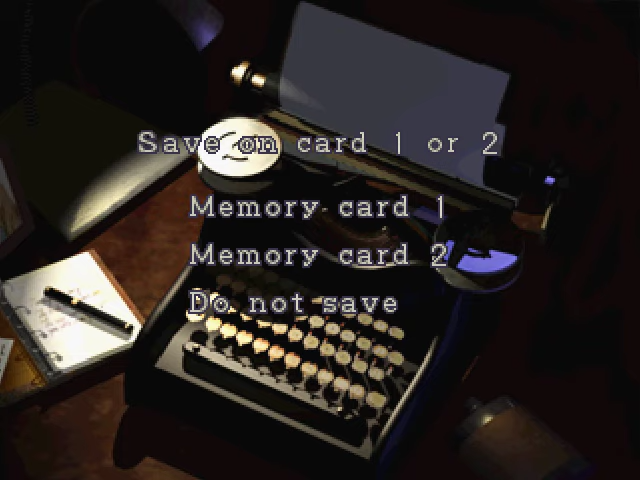 Save on card 1 or 2
Memory card 1
Memory card 2
Do not save